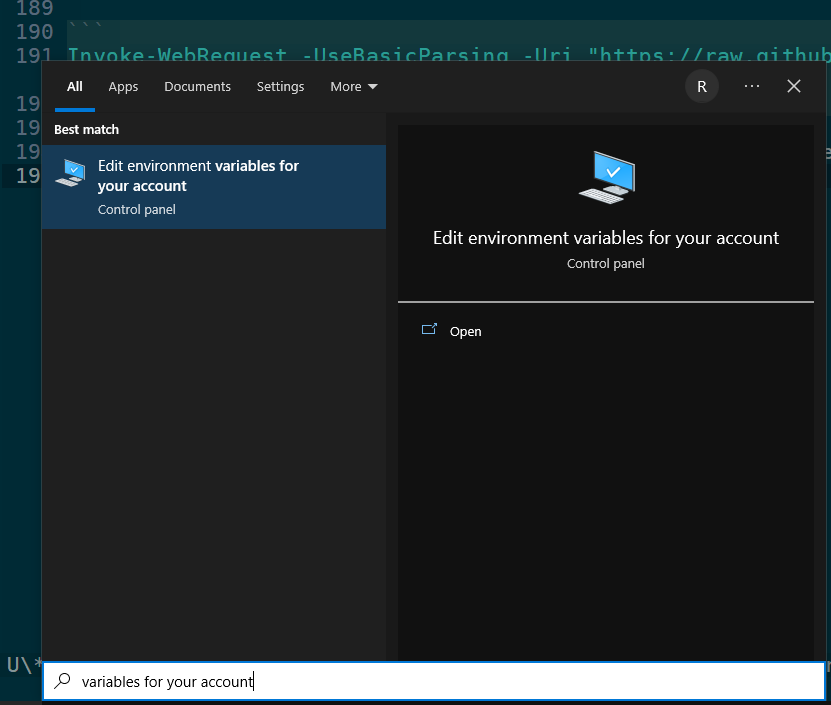 189
190 ```
191 Invoke-WebRequest -UseBasicParsing -Uri "https://raw.github
All Apps Documents Settings More R ··· 
19
19
19
19
Best match
Edit environment variables for
your account
Control panel
Edit environment variables for your account
Control panel
Open
U\*
variables for your account